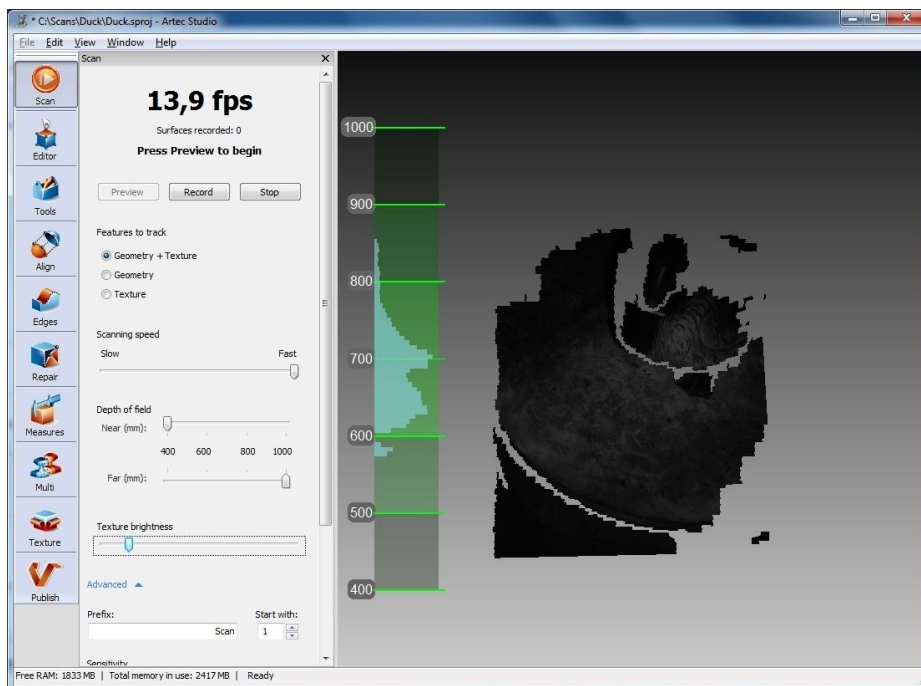 * C:\Scans\Duck\Duck.sproj - Artec Studio
File Edit View Window Help
Scan
Editor
Tools
Align
Edges
Repair
Measures
Multi
Texture
Publish
Scan
13,9 fps
Surfaces recorded: 0
Press Preview to begin
Preview Record Stop
Features to track
Geometry + Texture
Geometry
Texture
Scanning speed
Slow Fast
Depth of field
Near (mm):
400 600 800 1000
Far (mm):
Texture brightness
Advanced
Prefix: Start with:
Scan 1
Sensitivity
1000
900
800
700
600
500
400
Free RAM: 1833 MB | Total memory in use: 2417 MB | Ready